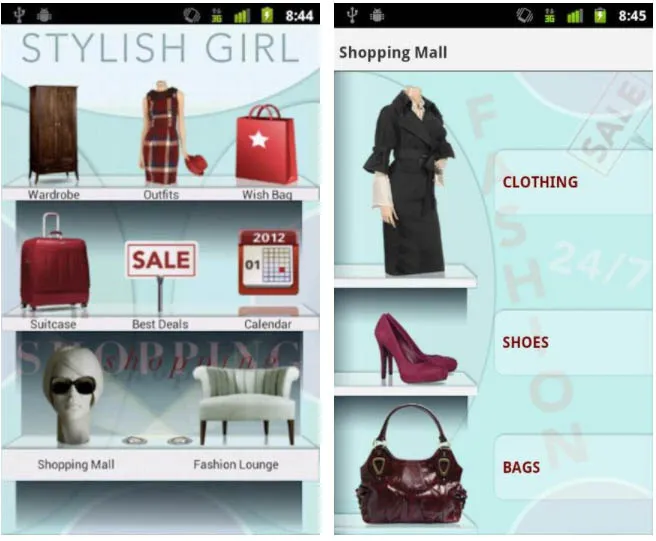 3G 8:44
STYLISH GIRL
Wardrobe Outfits Wish Bag
SALE
2012
01
Suitcase Best Deals Calendar
SHOPPING
shopping
Shopping Mall Fashion Lounge
3G 8:45
Shopping Mall
SALE
FASHION
24/7
CLOTHING
SHOES
BAGS